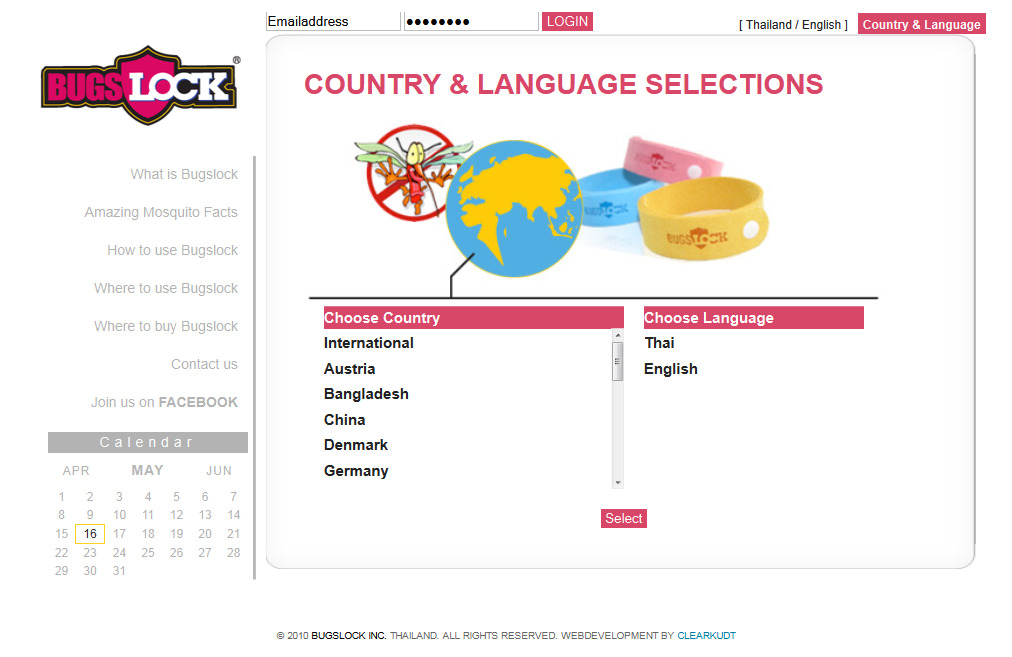 Emailaddress ●●●●●●●● LOGIN
[ Thailand / English ] Country & Language
BUGSLOCK®
COUNTRY & LANGUAGE SELECTIONS
BUGSLOCK
BUGSLOCK
BUGSLOCK
What is Bugslock
Amazing Mosquito Facts
How to use Bugslock
Where to use Bugslock
Where to buy Bugslock
Contact us
Join us on FACEBOOK
Calendar
APR MAY JUN
1 2 3 4 5 6 7
8 9 10 11 12 13 14
15 16 17 18 19 20 21
22 23 24 25 26 27 28
29 30 31
Choose Country
International
Austria
Bangladesh
China
Denmark
Germany
Choose Language
Thai
English
Select
© 2010 BUGSLOCK INC. THAILAND. ALL RIGHTS RESERVED. WEBDEVELOPMENT BY CLEARKUDT